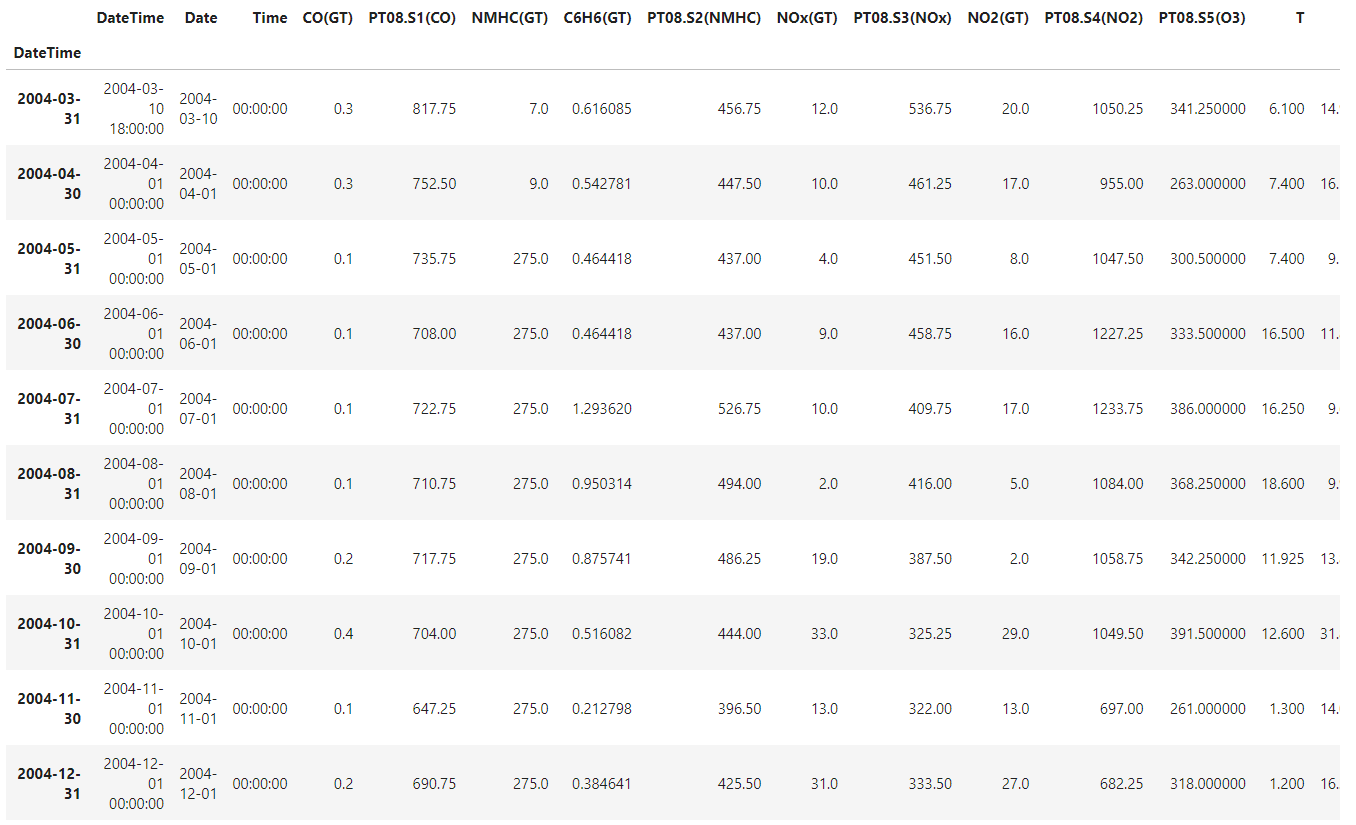 DateTime Date Time CO(GT) PT08.S1(CO) NMHC(GT) C6H6(GT) PT08.S2(NMHC) NOx(GT) PT08.S3(NOx) NO2(GT) PT08.S4(NO2) PT08.S5(O3) T
DateTime
2004-03-31 2004-03-10 18:00:00 2004-03-10 00:00:00 0.3 817.75 7.0 0.616085 456.75 12.0 536.75 20.0 1050.25 341.250000 6.100 14.
2004-04-30 2004-04-01 00:00:00 2004-04-01 00:00:00 0.3 752.50 9.0 0.542781 447.50 10.0 461.25 17.0 955.00 263.000000 7.400 16.
2004-05-31 2004-05-01 00:00:00 2004-05-01 00:00:00 0.1 735.75 275.0 0.464418 437.00 4.0 451.50 8.0 1047.50 300.500000 7.400 9.
2004-06-30 2004-06-01 00:00:00 2004-06-01 00:00:00 0.1 708.00 275.0 0.464418 437.00 9.0 458.75 16.0 1227.25 333.500000 16.500 11.
2004-07-31 2004-07-01 00:00:00 2004-07-01 00:00:00 0.1 722.75 275.0 1.293620 526.75 10.0 409.75 17.0 1233.75 386.000000 16.250 9.
2004-08-31 2004-08-01 00:00:00 2004-08-01 00:00:00 0.1 710.75 275.0 0.950314 494.00 2.0 416.00 5.0 1084.00 368.250000 18.600 9.
2004-09-30 2004-09-01 00:00:00 2004-09-01 00:00:00 0.2 717.75 275.0 0.875741 486.25 19.0 387.50 2.0 1058.75 342.250000 11.925 13.
2004-10-31 2004-10-01 00:00:00 2004-10-01 00:00:00 0.4 704.00 275.0 0.516082 444.00 33.0 325.25 29.0 1049.50 391.500000 12.600 31.
2004-11-30 2004-11-01 00:00:00 2004-11-01 00:00:00 0.1 647.25 275.0 0.212798 396.50 13.0 322.00 13.0 697.00 261.000000 1.300 14.
2004-12-31 2004-12-01 00:00:00 2004-12-01 00:00:00 0.2 690.75 275.0 0.384641 425.50 31.0 333.50 27.0 682.25 318.000000 1.200 16.